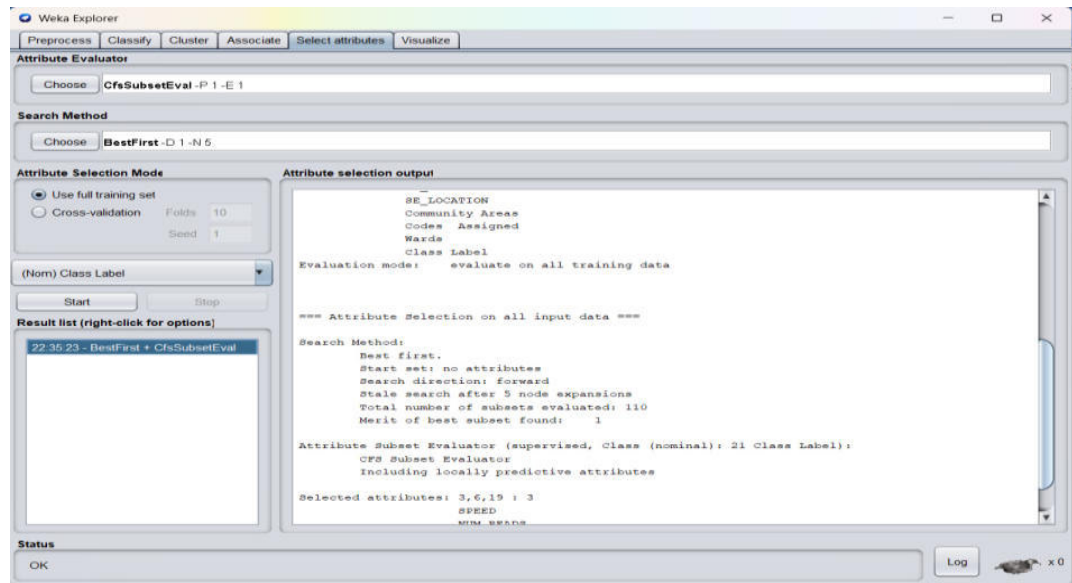 Weka Explorer
Preprocess Classify Cluster Associate Select attributes Visualize
Attribute Evaluator
Choose CfsSubsetEval -P 1 -E 1
Search Method
Choose BestFirst -D 1 -N 5
Attribute Selection Mode
Use full training set
Cross-validation Folds 10
Seed 1
(Nom) Class Label
Start Stop
Result list (right-click for options)
22:35:23 - BestFirst + CfsSubsetEval
Attribute selection output
SE_LOCATION
Community Areas
Codes Assigned
Wards
Class Label
Evaluation mode: evaluate on all training data
=== Attribute Selection on all input data ===
Search Method:
Best first.
Start set: no attributes
Search direction: forward
Stale search after 5 node expansions
Total number of subsets evaluated: 110
Merit of best subset found: 1
Attribute Subset Evaluator (supervised, Class (nominal): 21 Class Label):
CFS Subset Evaluator
Including locally predictive attributes
Selected attributes: 3,6,19 : 3
SPEED
NUM_READS
Status
OK
Log x 0